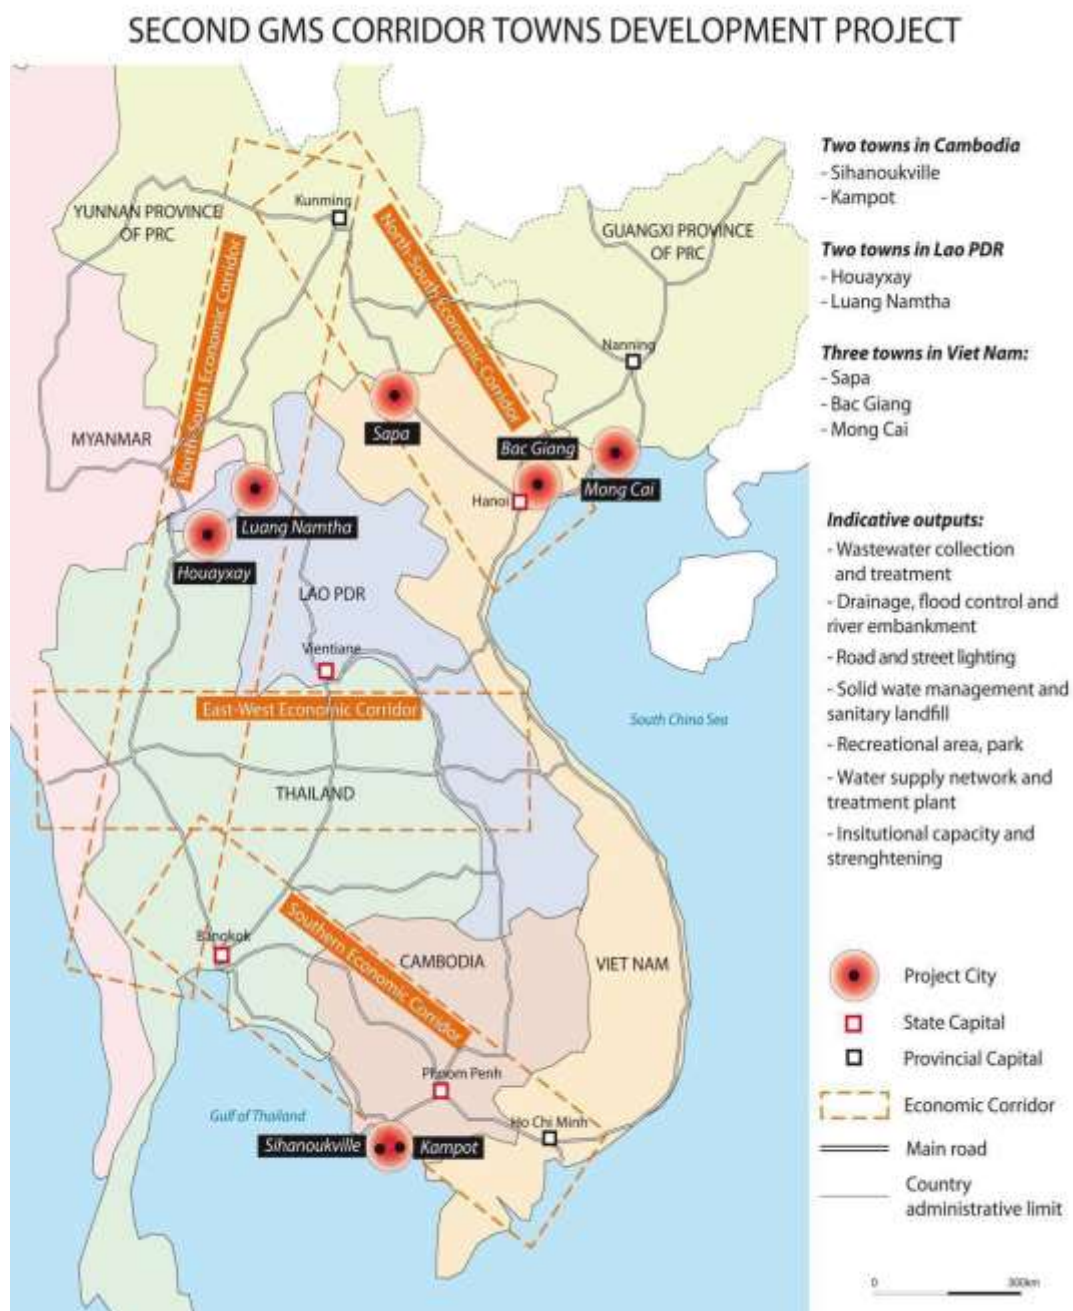 SECOND GMS CORRIDOR TOWNS DEVELOPMENT PROJECT
Two towns in Cambodia
- Sihanoukville
- Kampot
Two towns in Lao PDR
- Houayxay
- Luang Namtha
Three towns in Viet Nam:
- Sapa
- Bac Giang
- Mong Cai
Indicative outputs:
- Wastewater collection
and treatment
- Drainage, flood control and
river embankment
- Road and street lighting
- Solid wate management and
sanitary landfill
- Recreational area, park
- Water supply network and
treatment plant
- Insitutional capacity and
strenghtening
Project City
State Capital
Provincial Capital
Economic Corridor
Main road
Country
administrative limit
0 300km
Kunming
YUNNAN PROVINCE
OF PRC
GUANGXI PROVINCE
OF PRC
North-South Economic Corridor
North-South Economic Corridor
Nanning
MYANMAR
Sapa
Bac Giang
Mong Cai
Hanoi
Luang Namtha
Houayxay
LAO PDR
Vientiane
East-West Economic Corridor
South China Sea
THAILAND
Southern Economic Corridor
Bangkok
CAMBODIA
VIET NAM
Phnom Penh
Gulf of Thailand
Ho Chi Minh
Sihanoukville
Kampot